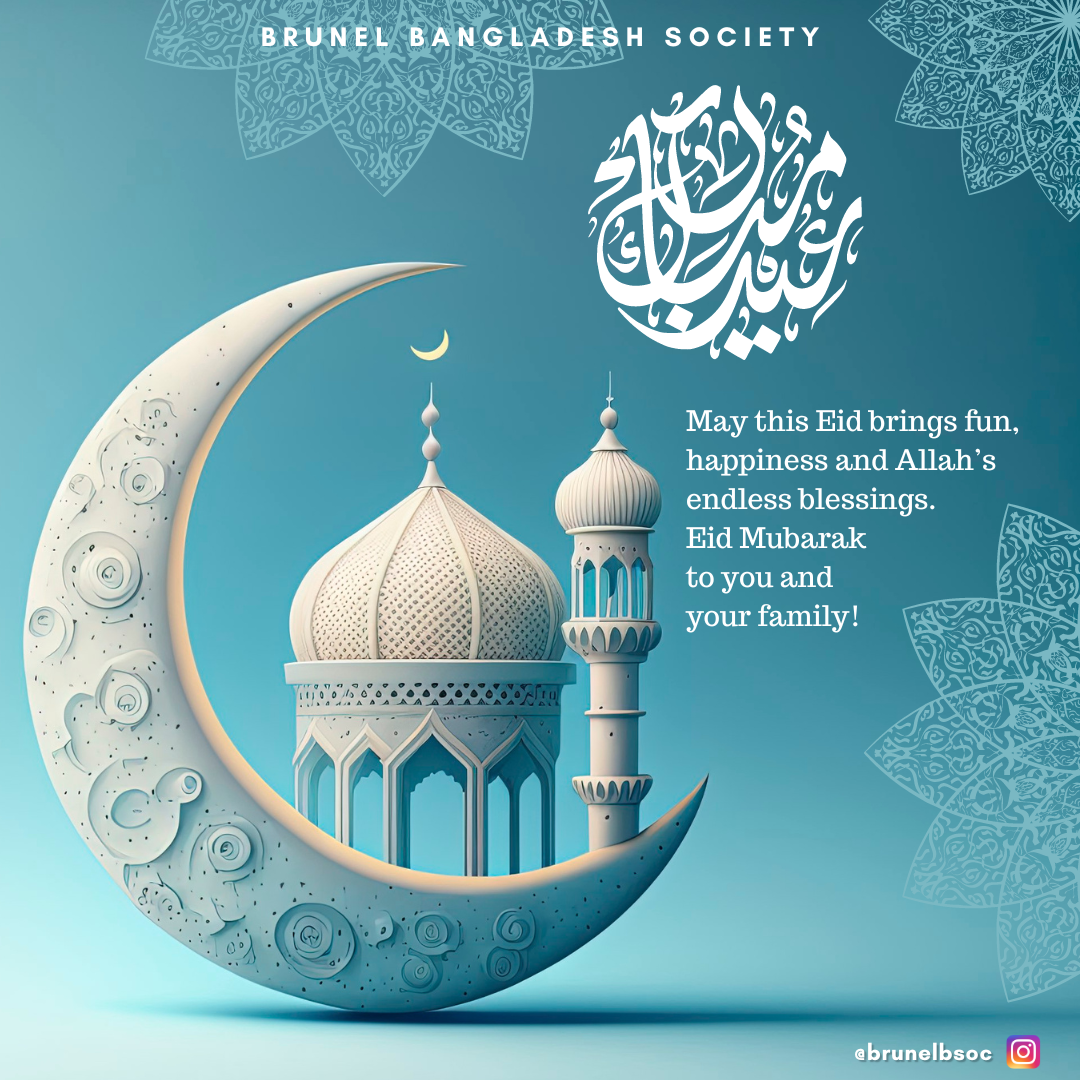 BRUNEL BANGLADESH SOCIETY
عيد مبارك
May this Eid brings fun,
happiness and Allah’s
endless blessings.
Eid Mubarak
to you and
your family!
@brunelbsoc